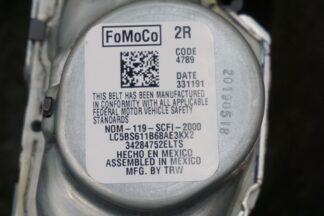 FoMoCo 2R
CODE
4789
DATE
331191
THIS BELT HAS BEEN MANUFACTURED
IN CONFORMITY WITH ALL APPLICABLE
FEDERAL MOTOR VEHICLE SAFETY
STANDARDS
NOM-119-SCFI-2000
LC5BS611B68AE3KX2
34284752ELTS
HECHO EN MEXICO
ASSEMBLED IN MEXICO
MFG. BY TRW
20190518